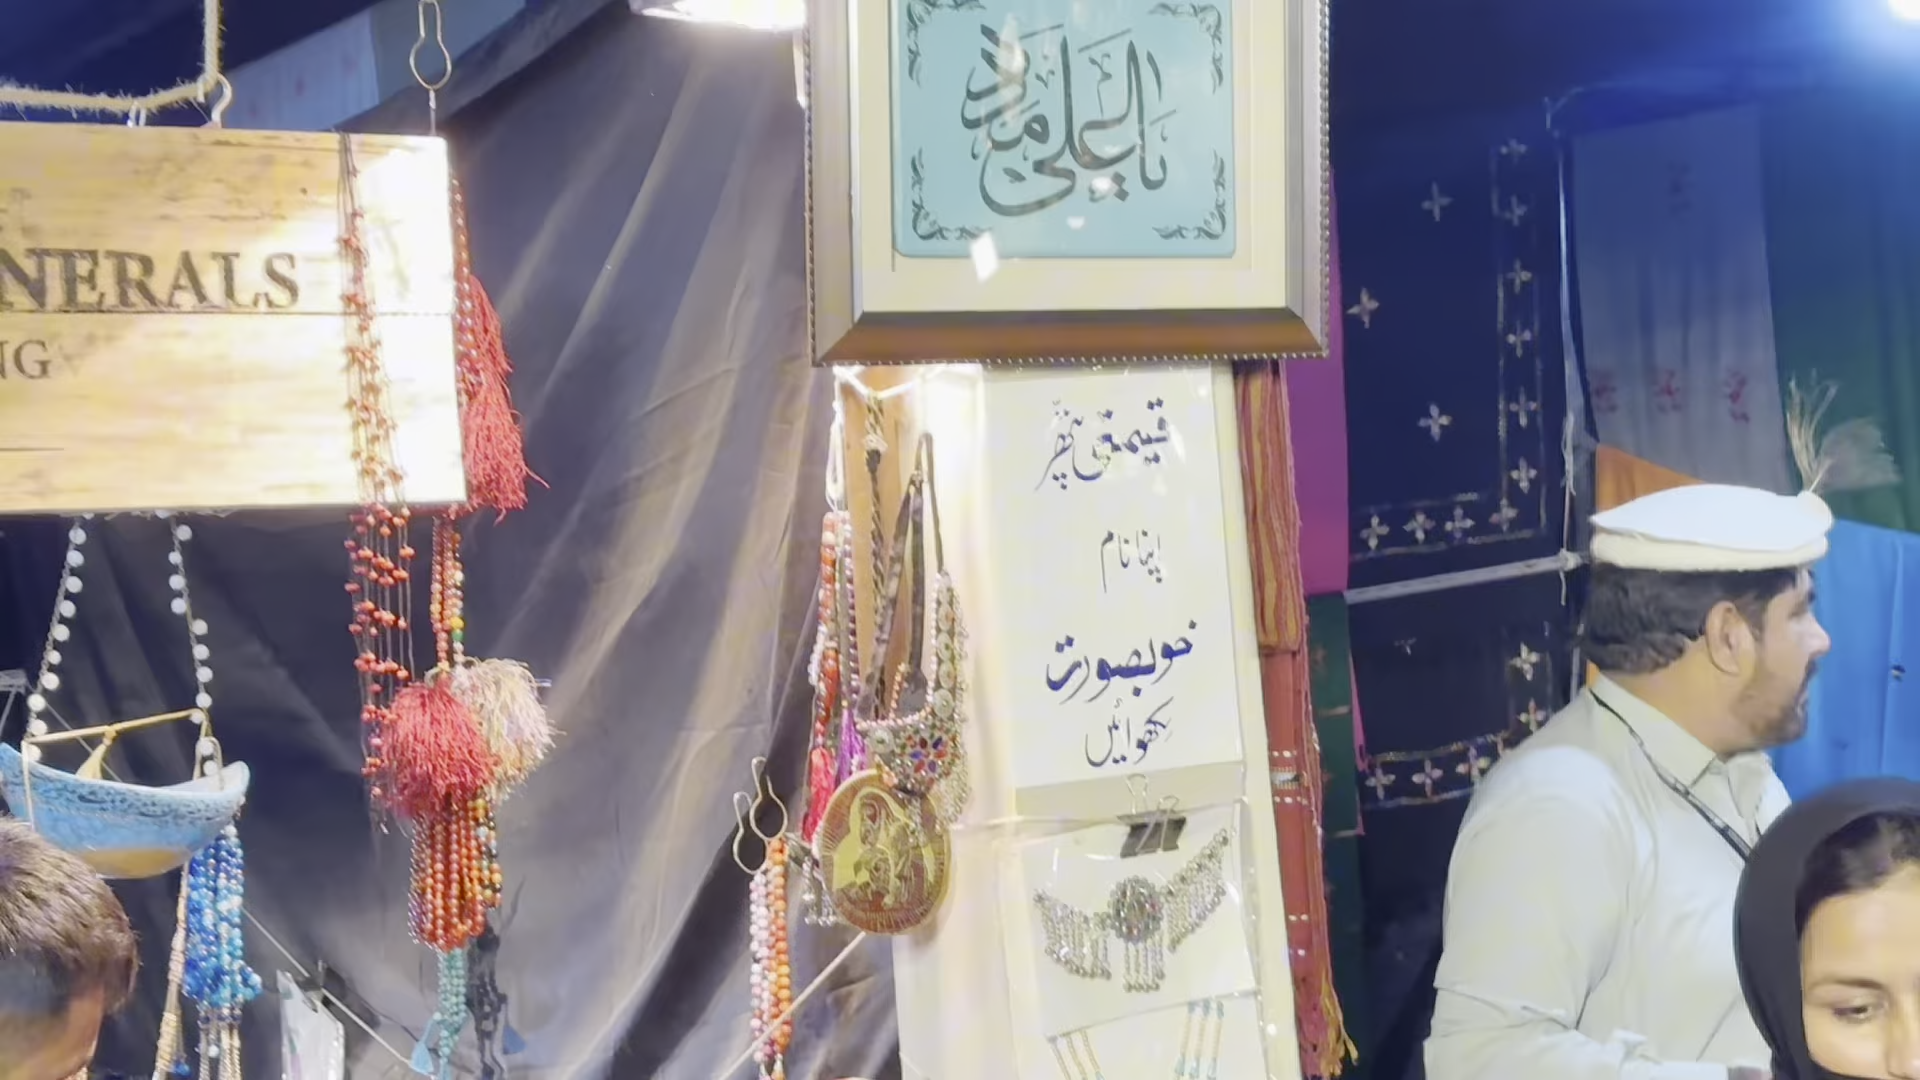 NERALS
NG
یا علی مدد
قیمتی پتھر
اپنا نام
خوبصورت
لکھوائیں